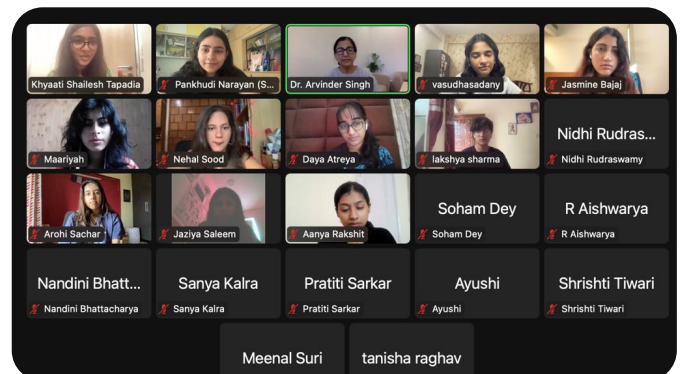 Khyaati Shailesh Tapadia
Pankhudi Narayan (S...
Dr. Arvinder Singh
vasudhasadany
Jasmine Bajaj
Maariyah
Nehal Sood
Daya Atreya
lakshya sharma
Nidhi Rudras...
Nidhi Rudraswamy
Arohi Sachar
Jaziya Saleem
Aanya Rakshit
Soham Dey
Soham Dey
R Aishwarya
R Aishwarya
Nandini Bhatt...
Nandini Bhattacharya
Sanya Kalra
Sanya Kalra
Pratiti Sarkar
Pratiti Sarkar
Ayushi
Ayushi
Shrishti Tiwari
Shrishti Tiwari
Meenal Suri
tanisha raghav